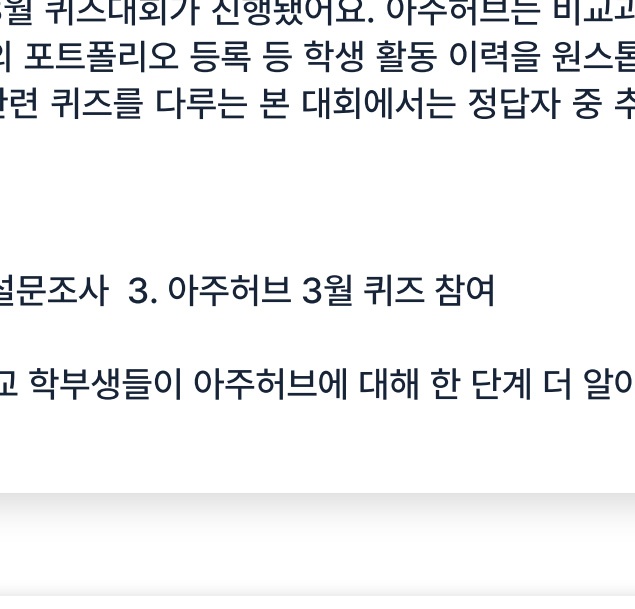 월 퀴즈대회가 진행됐어요. 아주허브는 비교과
의 포트폴리오 등록 등 학생 활동 이력을 원스톱
관련 퀴즈를 다루는 본 대회에서는 정답자 중 추
설문조사 3. 아주허브 3월 퀴즈 참여
교 학부생들이 아주허브에 대해 한 단계 더 알아